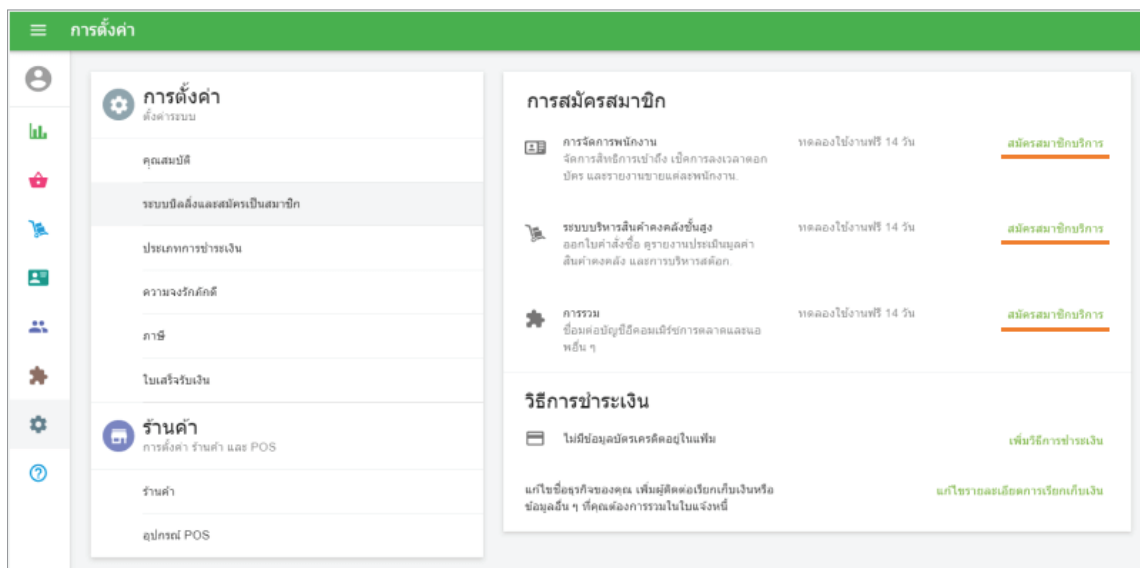 การตั้งค่า
การตั้งค่า
ตั้งค่าระบบ
คุณสมบัติ
ระบบบิลลิ่งและสมัครเป็นสมาชิก
ประเภทการชำระเงิน
ความจงรักภักดี
ภาษี
ใบเสร็จรับเงิน
ร้านค้า
การตั้งค่า ร้านค้า และ POS
ร้านค้า
อุปกรณ์ POS
การสมัครสมาชิก
การจัดการพนักงาน
ทดลองใช้งานฟรี 14 วัน
สมัครสมาชิกบริการ
จัดการสิทธิการเข้าถึง เช็คการลงเวลาตอก
บัตร และรายงานขายแต่ละพนักงาน.
ระบบบริหารสินค้าคงคลังขั้นสูง
ทดลองใช้งานฟรี 14 วัน
สมัครสมาชิกบริการ
ออกใบคำสั่งซื้อ ดูรายงานประเมินมูลค่า
สินค้าคงคลัง และการบริหารสต๊อก.
การรวม
ทดลองใช้งานฟรี 14 วัน
สมัครสมาชิกบริการ
เชื่อมต่อบัญชีอีคอมเมิร์ซการตลาดและแอ
พอื่น ๆ
วิธีการชำระเงิน
ไม่มีข้อมูลบัตรเครดิตอยู่ในแฟ้ม
เพิ่มวิธีการชำระเงิน
แก้ไขชื่อธุรกิจของคุณ เพิ่มผู้ติดต่อเรียกเก็บเงินหรือ
ข้อมูลอื่น ๆ ที่คุณต้องการรวมในใบแจ้งหนี้
แก้ไขรายละเอียดการเรียกเก็บเงิน